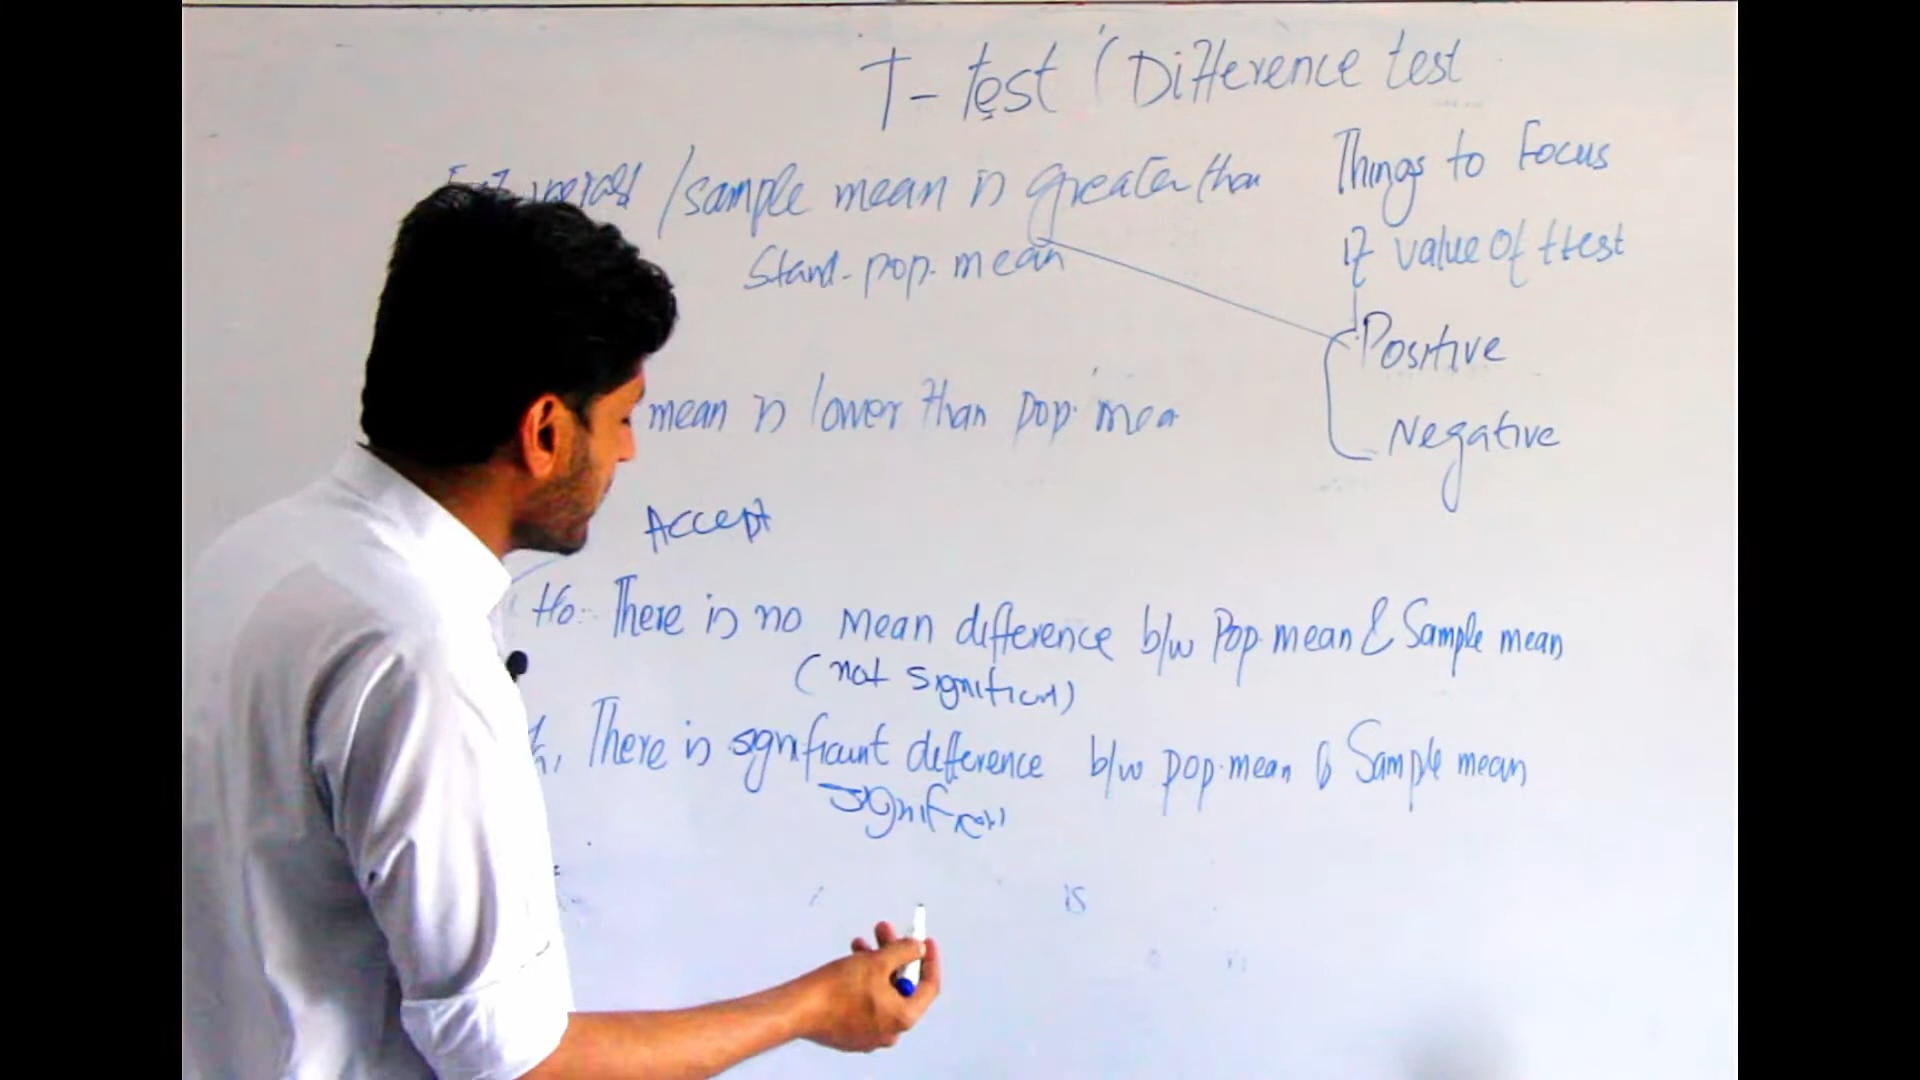 T-test (Difference test
/sample mean is greater than
Stand-pop. mean
mean is lower than pop. mea
Things to Focus
If value of ttest
Positive
Negative
Accept
Ho: There is no Mean difference b/w Pop. mean & Sample mean
(not significant)
There is significant difference b/w pop. mean & Sample mean
significant
is